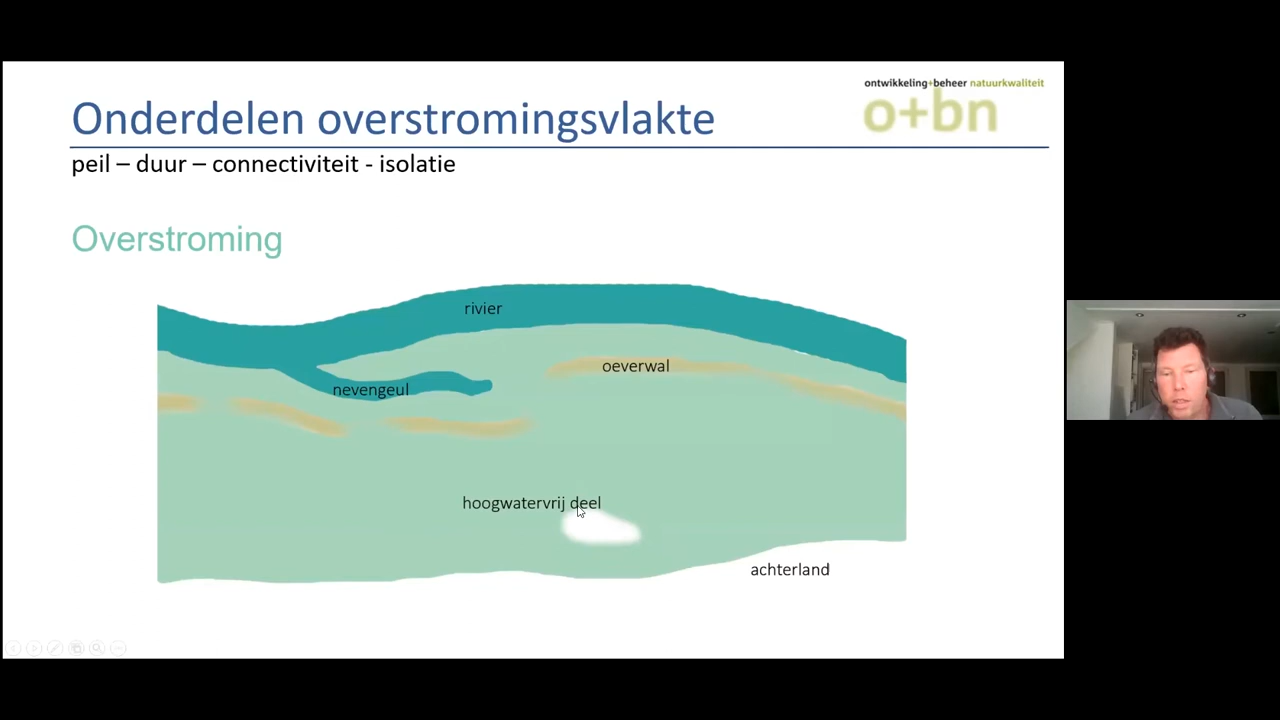 ontwikkeling+beheer natuurkwaliteit
o+bn
Onderdelen overstromingsvlakte
peil – duur – connectiviteit - isolatie
Overstroming
rivier
oeverwal
nevengeul
hoogwatervrij deel
achterland